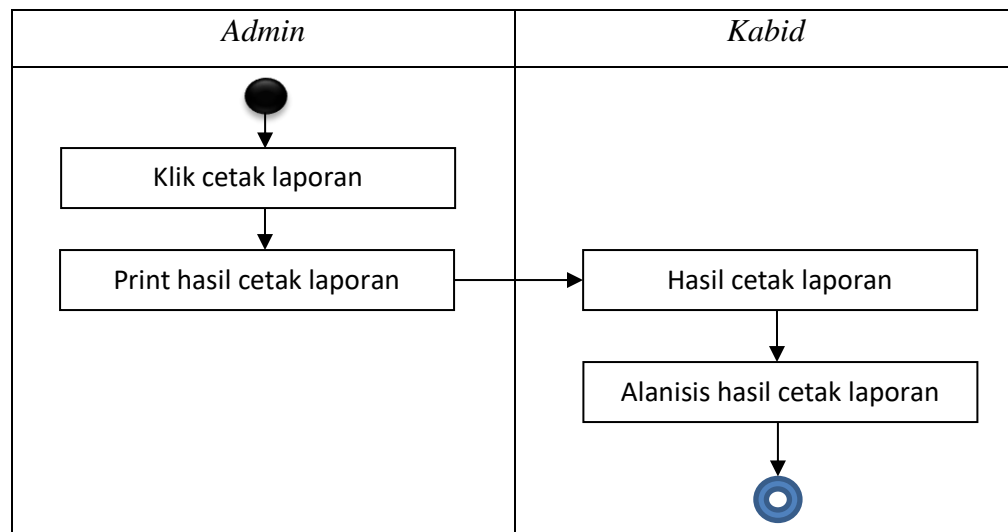 Admin
Kabid
Klik cetak laporan
Print hasil cetak laporan
Hasil cetak laporan
Alanisis hasil cetak laporan